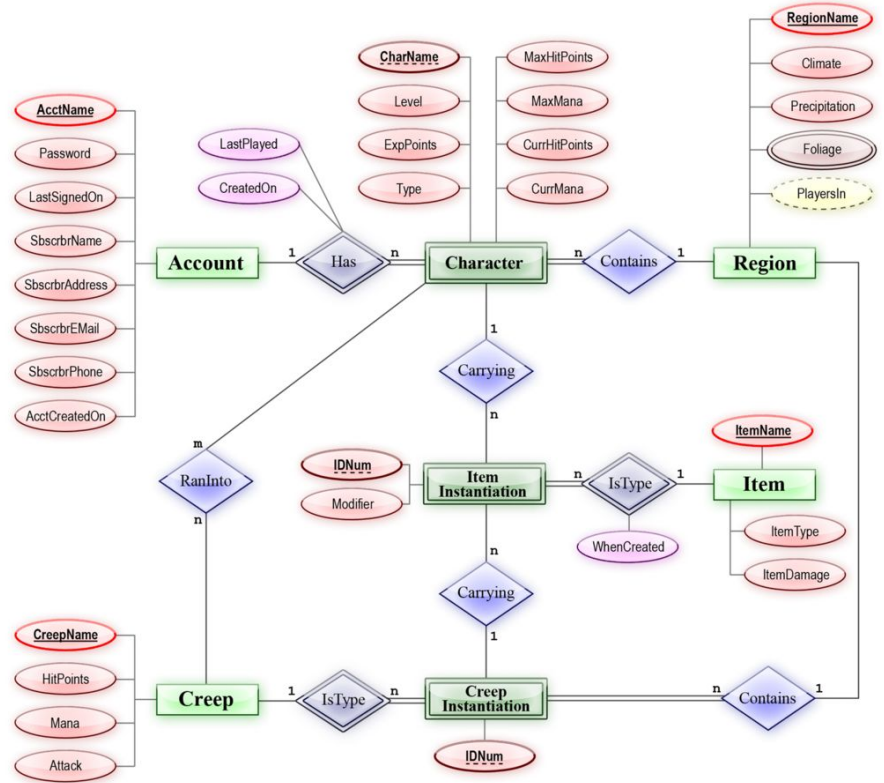 RegionName
CharName
MaxHitPoints
Climate
AcctName
Level
MaxMana
Precipitation
Password
LastPlayed
ExpPoints
CurrHitPoints
Foliage
LastSignedOn
CreatedOn
Type
CurrMana
PlayersIn
SbscrbrName
Account
1
Has
n
Character
n
Contains
1
Region
SbscrbrAddress
SbscrbrEMail
SbscrbrPhone
AcctCreatedOn
1
Carrying
n
m
RanInto
n
IDNum
Modifier
Item
Instantiation
n
IsType
1
ItemName
Item
WhenCreated
ItemType
ItemDamage
n
Carrying
1
CreepName
HitPoints
Mana
Attack
Creep
1
IsType
n
Creep
Instantiation
n
Contains
1
IDNum